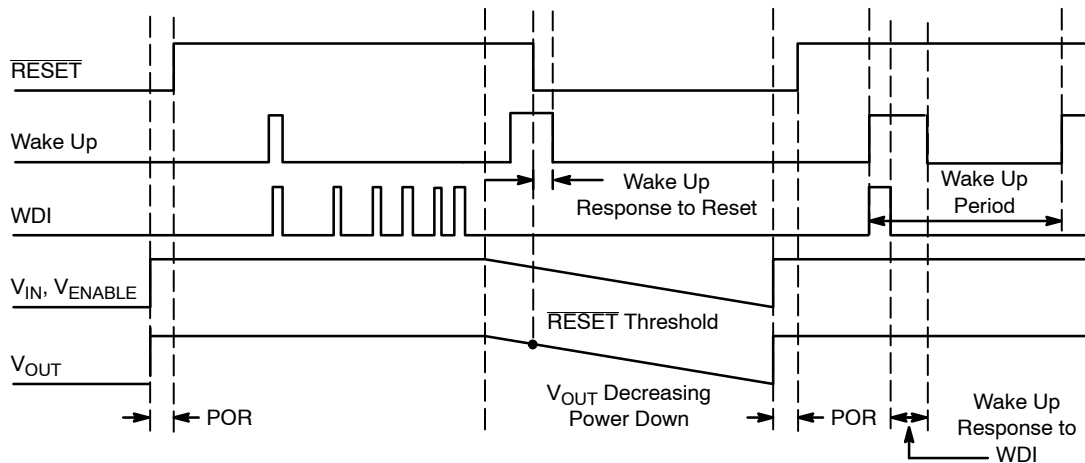 RESET
Wake Up
Wake Up
Response to Reset
Wake Up
Period
WDI
VIN, VENABLE
RESET Threshold
VOUT
VOUT Decreasing
Power Down
POR
POR
Wake Up
Response to
WDI